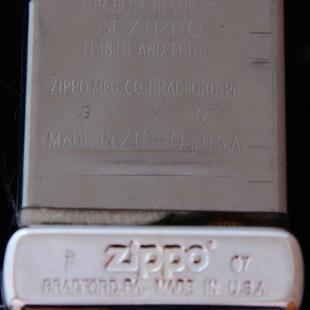 FOR BEST RESULTS
USE ZIPPO
FLINTS AND FLUID
ZIPPO MFG. CO. BRADFORD, PA.
G
MADE IN ZIPPO®, U.S.A.
zippo® 07
BRADFORD, PA. MADE IN U.S.A.